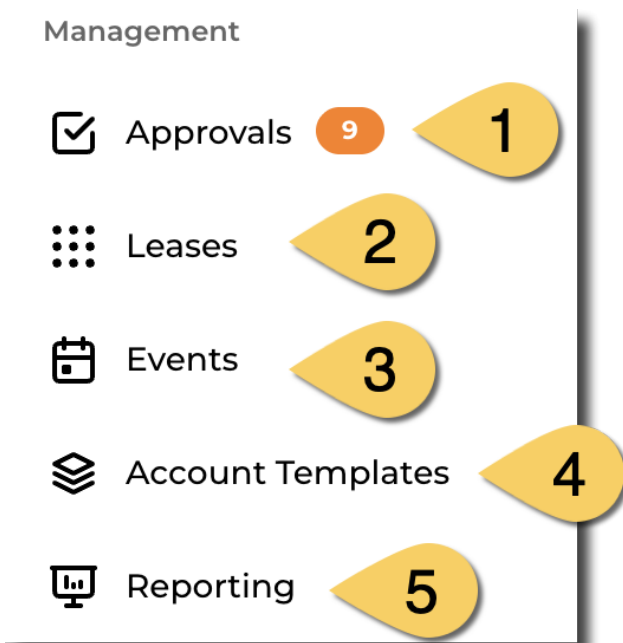 Management
Approvals 9 1
Leases 2
Events 3
Account Templates 4
Reporting 5